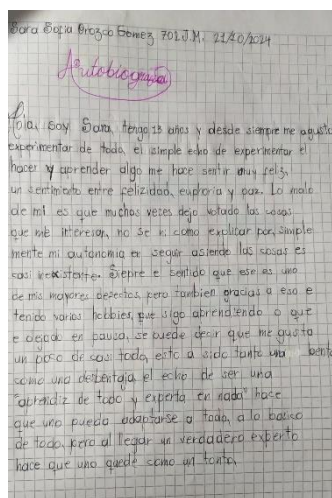 Sara Sofia Orozco Gomez 702 J.M. 21/10/2024
Autobiografia
Hola, soy Sara, tengo 13 años y desde siempre me a gustado
experimentar de todo, el simple echo de experimentar el
hacer y aprender algo me hace sentir muy feliz,
un sentimiento entre felizidad, euphoria y paz. Lo malo
de mi es que muchas veces dejo votado las cosas
que me interesan, no se ni como explicar por simple
mente mi autonomia en seguir asiendo las cosas es
casi inexistente. Siepre e sentido que ese es uno
de mis mayores defectos, pero tanbien gracias a eso e
tenido varios hobbies, que sigo aprendiendo o que
e dejado en pausa, se puede decir que me gusta
un poco de casi todo, esto a sido tanto una bentaja
como una desbentaja el echo de ser una
"aprendiz de todo y experta en nada" hace
que uno pueda adaptarse a todo, a lo basico
de todo, pero al llegar un verdadero experto
hace que uno quede como un tonto.